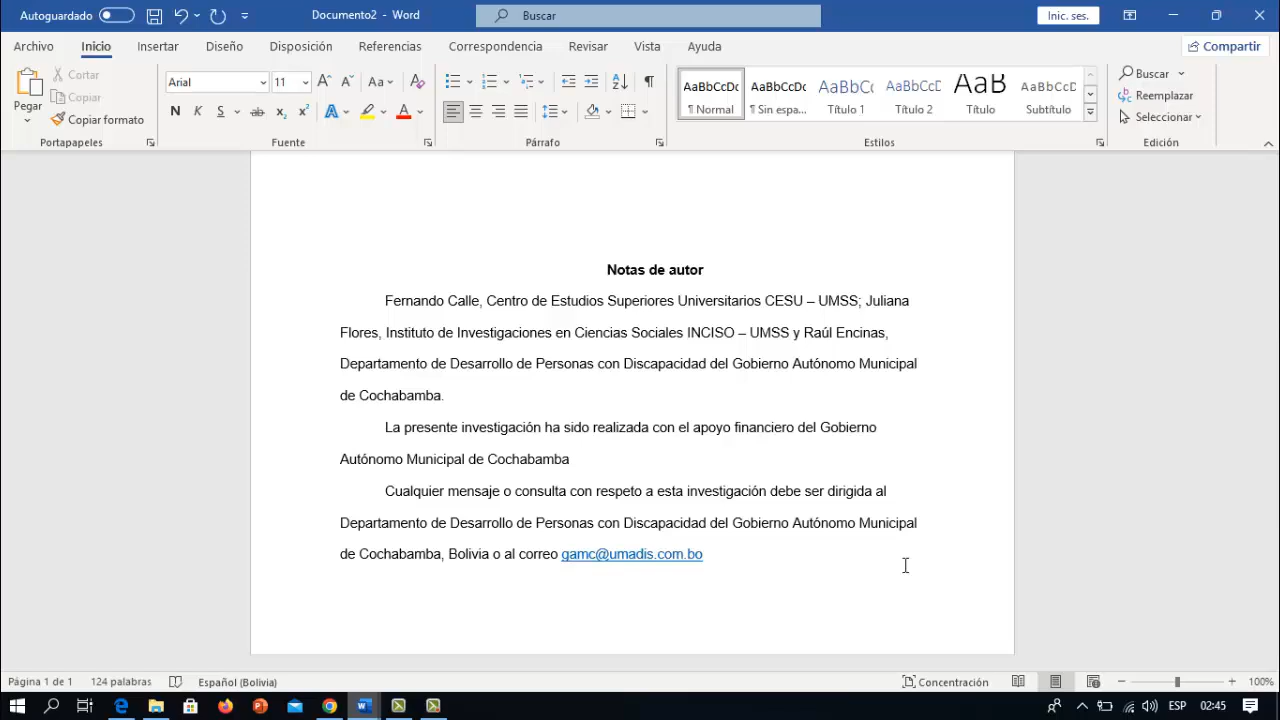 Autoguardado
Documento2 - Word
Buscar
Inic. ses.
Archivo Inicio Insertar Diseño Disposición Referencias Correspondencia Revisar Vista Ayuda
Compartir
Pegar
Cortar
Copiar
Copiar formato
Portapapeles
Arial 11
N K S ab x₂ x²
Fuente
Párrafo
AaBbCcDc
¶ Normal
AaBbCcDc
¶ Sin espa...
AaBbCc
Título 1
AaBbCcD
Título 2
AaB
Título
AaBbCcD
Subtítulo
Estilos
Buscar
Reemplazar
Seleccionar
Edición
Notas de autor
Fernando Calle, Centro de Estudios Superiores Universitarios CESU – UMSS; Juliana
Flores, Instituto de Investigaciones en Ciencias Sociales INCISO – UMSS y Raúl Encinas,
Departamento de Desarrollo de Personas con Discapacidad del Gobierno Autónomo Municipal
de Cochabamba.
La presente investigación ha sido realizada con el apoyo financiero del Gobierno
Autónomo Municipal de Cochabamba
Cualquier mensaje o consulta con respeto a esta investigación debe ser dirigida al
Departamento de Desarrollo de Personas con Discapacidad del Gobierno Autónomo Municipal
de Cochabamba, Bolivia o al correo gamc@umadis.com.bo
Página 1 de 1 124 palabras Español (Bolivia) Concentración 100%
ESP 02:45